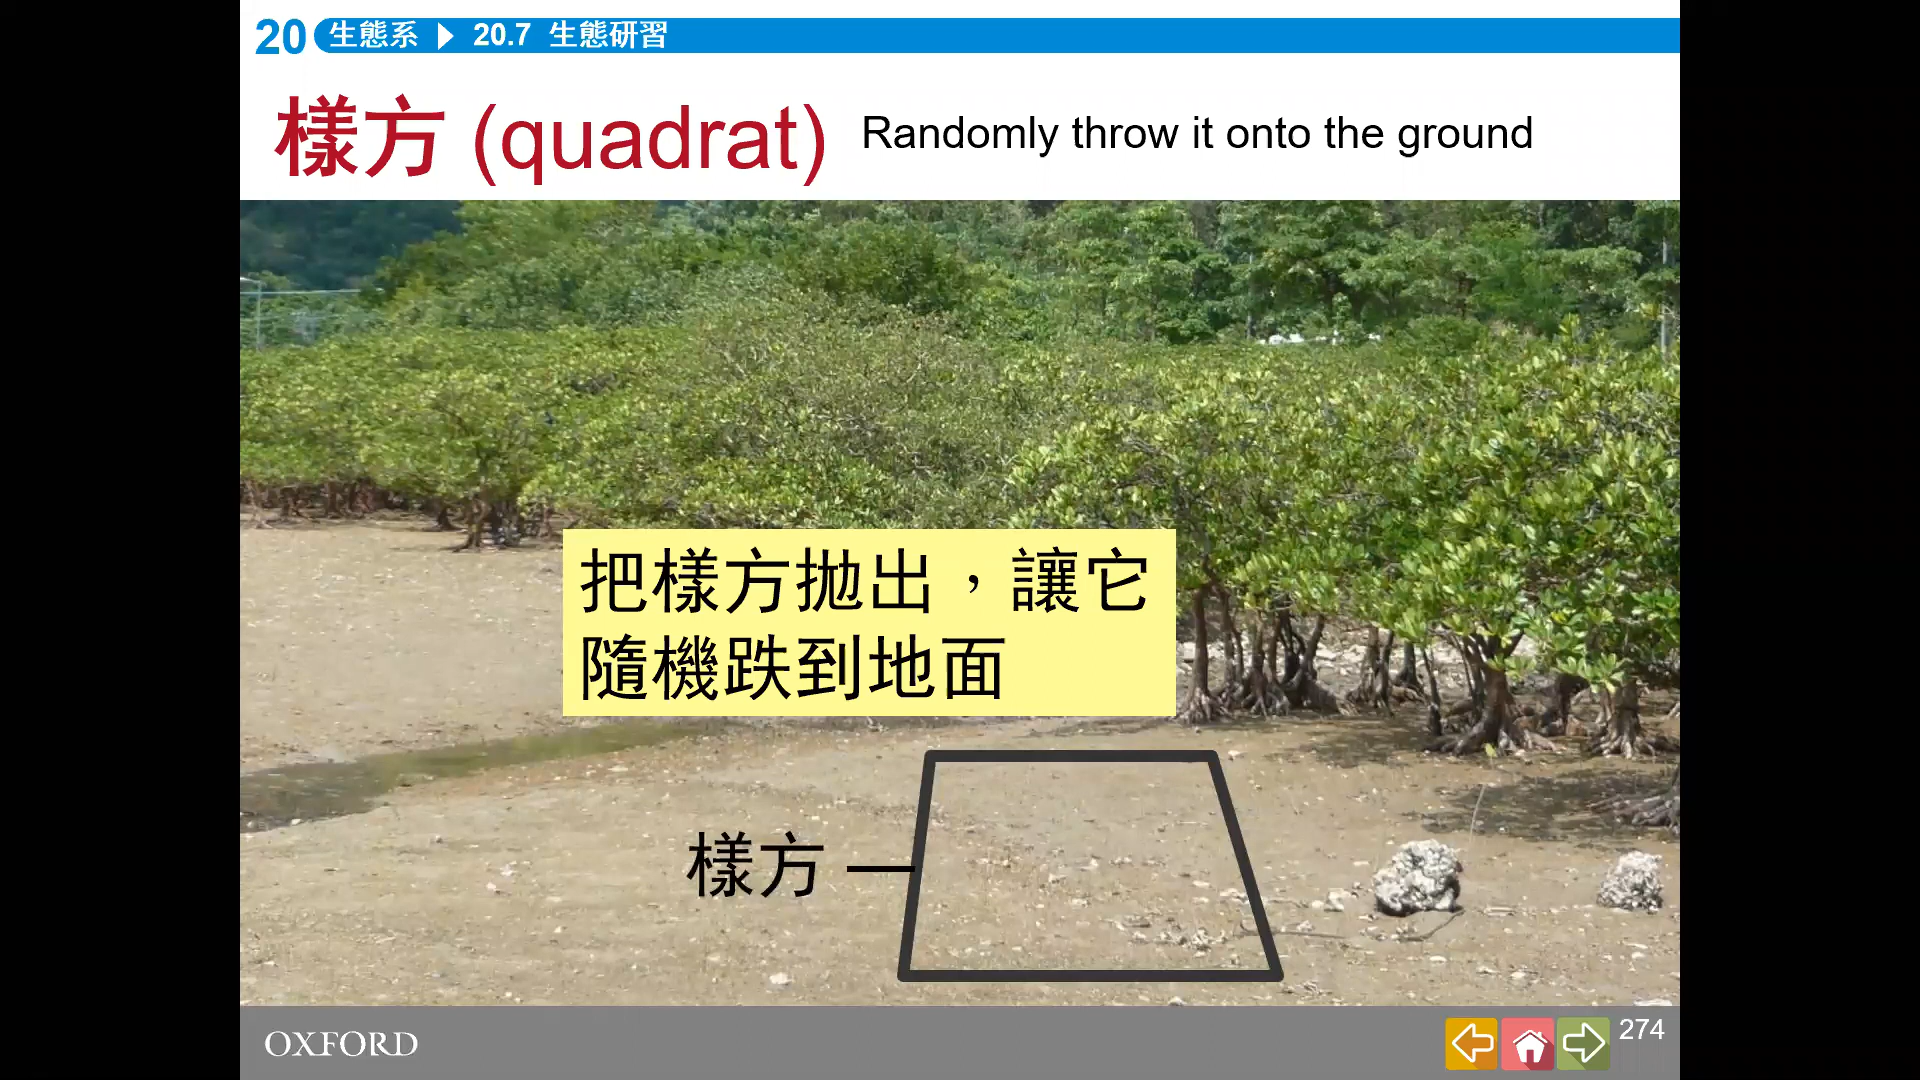 20 生態系 ▶ 20.7 生態研習
樣方 (quadrat) Randomly throw it onto the ground
把樣方拋出，讓它
隨機跌到地面
樣方
OXFORD
274